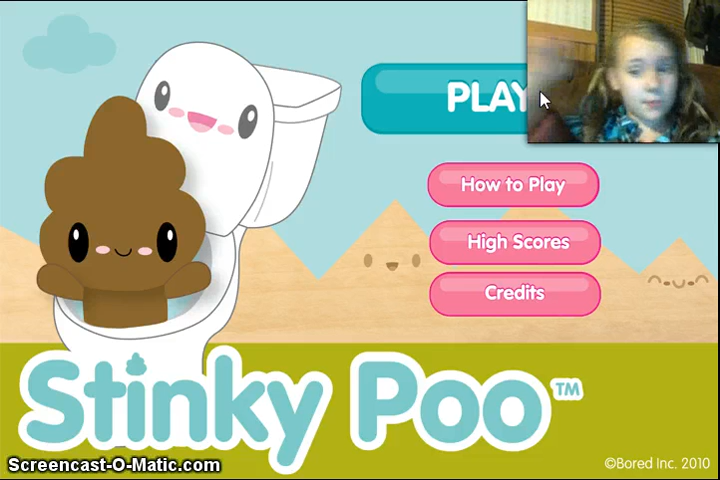 PLAY
How to Play
High Scores
Credits
Stinky Poo™
Screencast-O-Matic.com
©Bored Inc. 2010